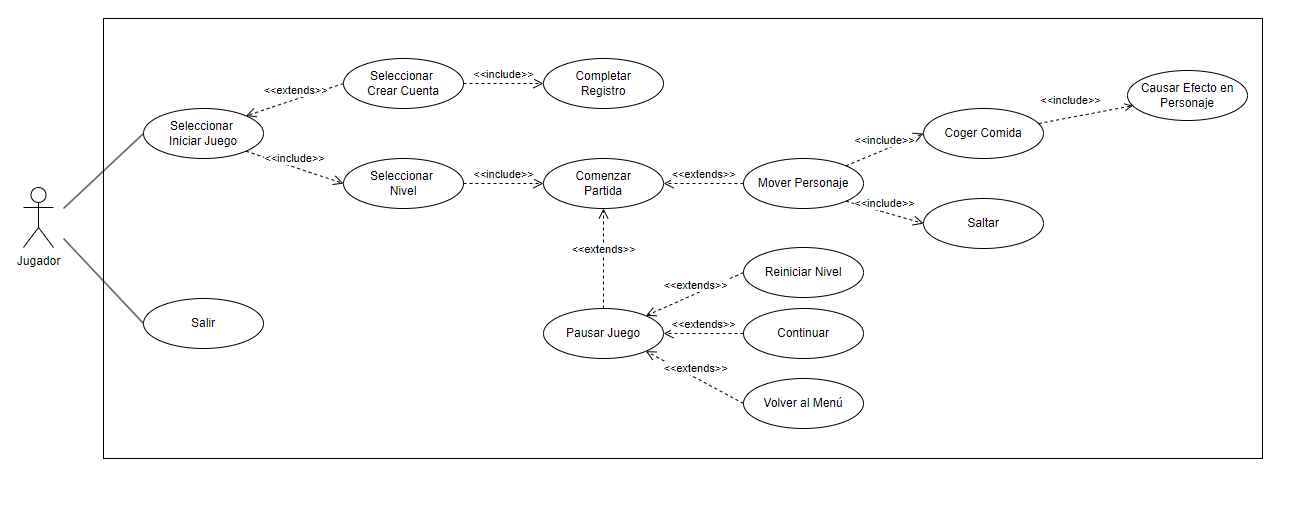 Seleccionar
Crear Cuenta
<<include>>
Completar
Registro
<<extends>>
Seleccionar
Iniciar Juego
<<include>>
Seleccionar
Nivel
<<include>>
Comenzar
Partida
<<extends>>
Mover Personaje
<<include>>
Coger Comida
<<include>>
Causar Efecto en
Personaje
<<include>>
Saltar
Jugador
Salir
<<extends>>
Pausar Juego
<<extends>>
Reiniciar Nivel
<<extends>>
Continuar
<<extends>>
Volver al Menú